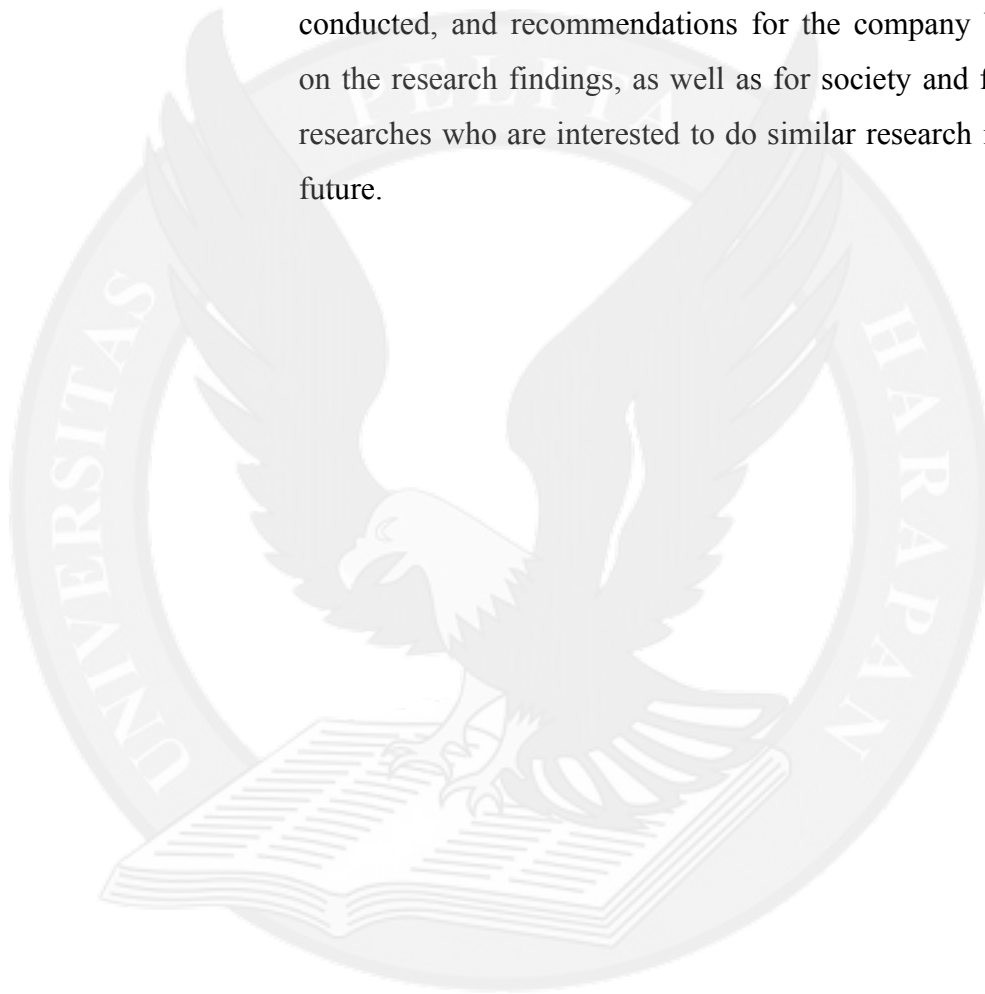 conducted, and recommendations for the company
on the research findings, as well as for society and
researches who are interested to do similar research
future.
UNIVERSITAS
PELITA
HARAPAN